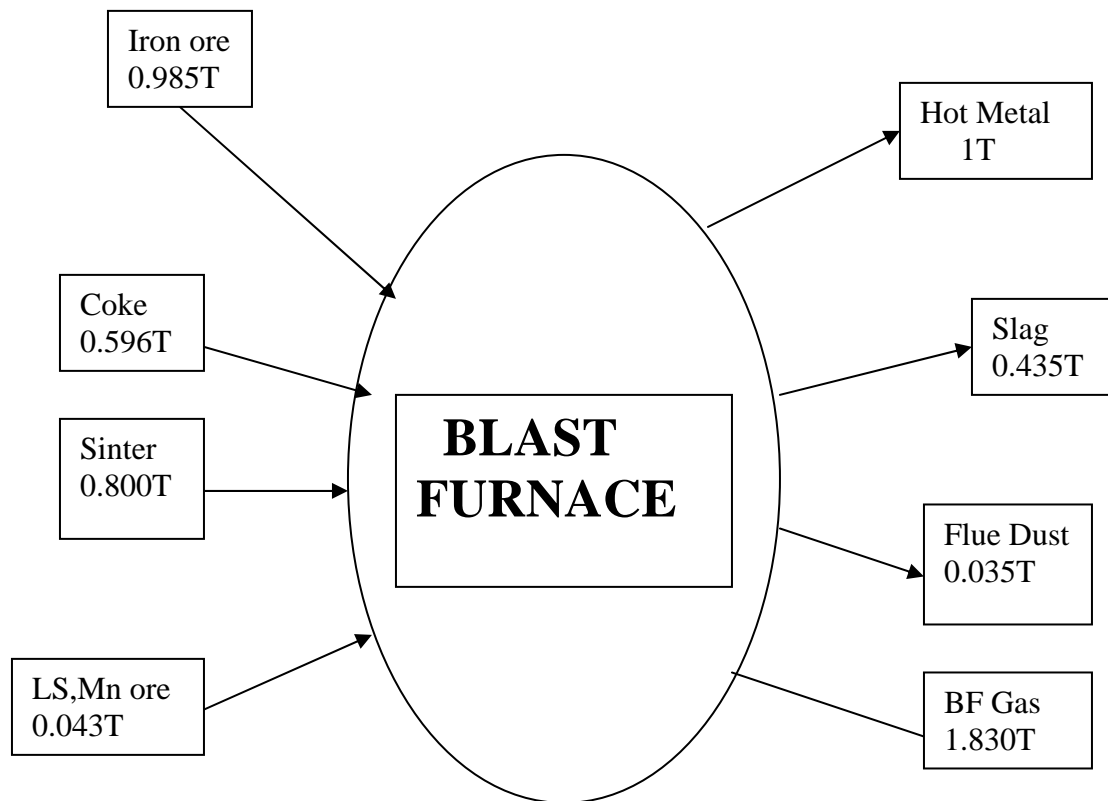 Iron ore
0.985T
Hot Metal
1T
Coke
0.596T
Slag
0.435T
Sinter
0.800T
BLAST
FURNACE
Flue Dust
0.035T
LS,Mn ore
0.043T
BF Gas
1.830T